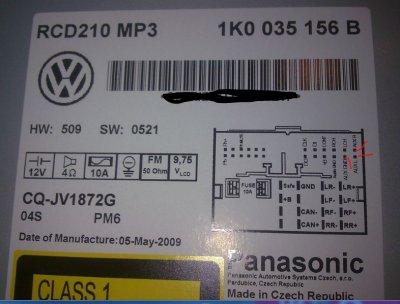 RCD210 MP3 1K0 035 156 B
HW: 509 SW: 0521
12V 4Ω 10A FM 50 Ohm 9,75 VLCD
CQ-JV1872G
04S PM6
Date of Manufacture: 05-May-2009
FUSE 10A
Safe GND LR- LR+
+B LF- LF+
CAN- RF- RF+
CAN+ RR- RR+
Panasonic
Panasonic Automotive Systems Czech, s.r.o.
Pardubice, Czech Republic
Made in Czech Republic
CLASS 1